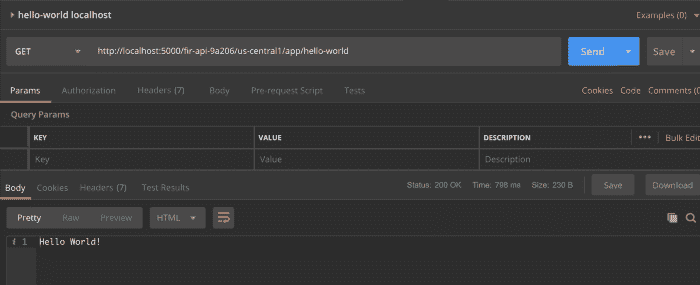 hello-world localhost Examples (0)
GET http://localhost:5000/fir-api-9a206/us-central1/app/hello-world Send Save
Params Authorization Headers (7) Body Pre-request Script Tests Cookies Code Comments (0
Query Params
KEY VALUE DESCRIPTION ••• Bulk Edit
Key Value Description
Body Cookies Headers (7) Test Results Status: 200 OK Time: 798 ms Size: 230 B Save Download
Pretty Raw Preview HTML
i 1 Hello World!